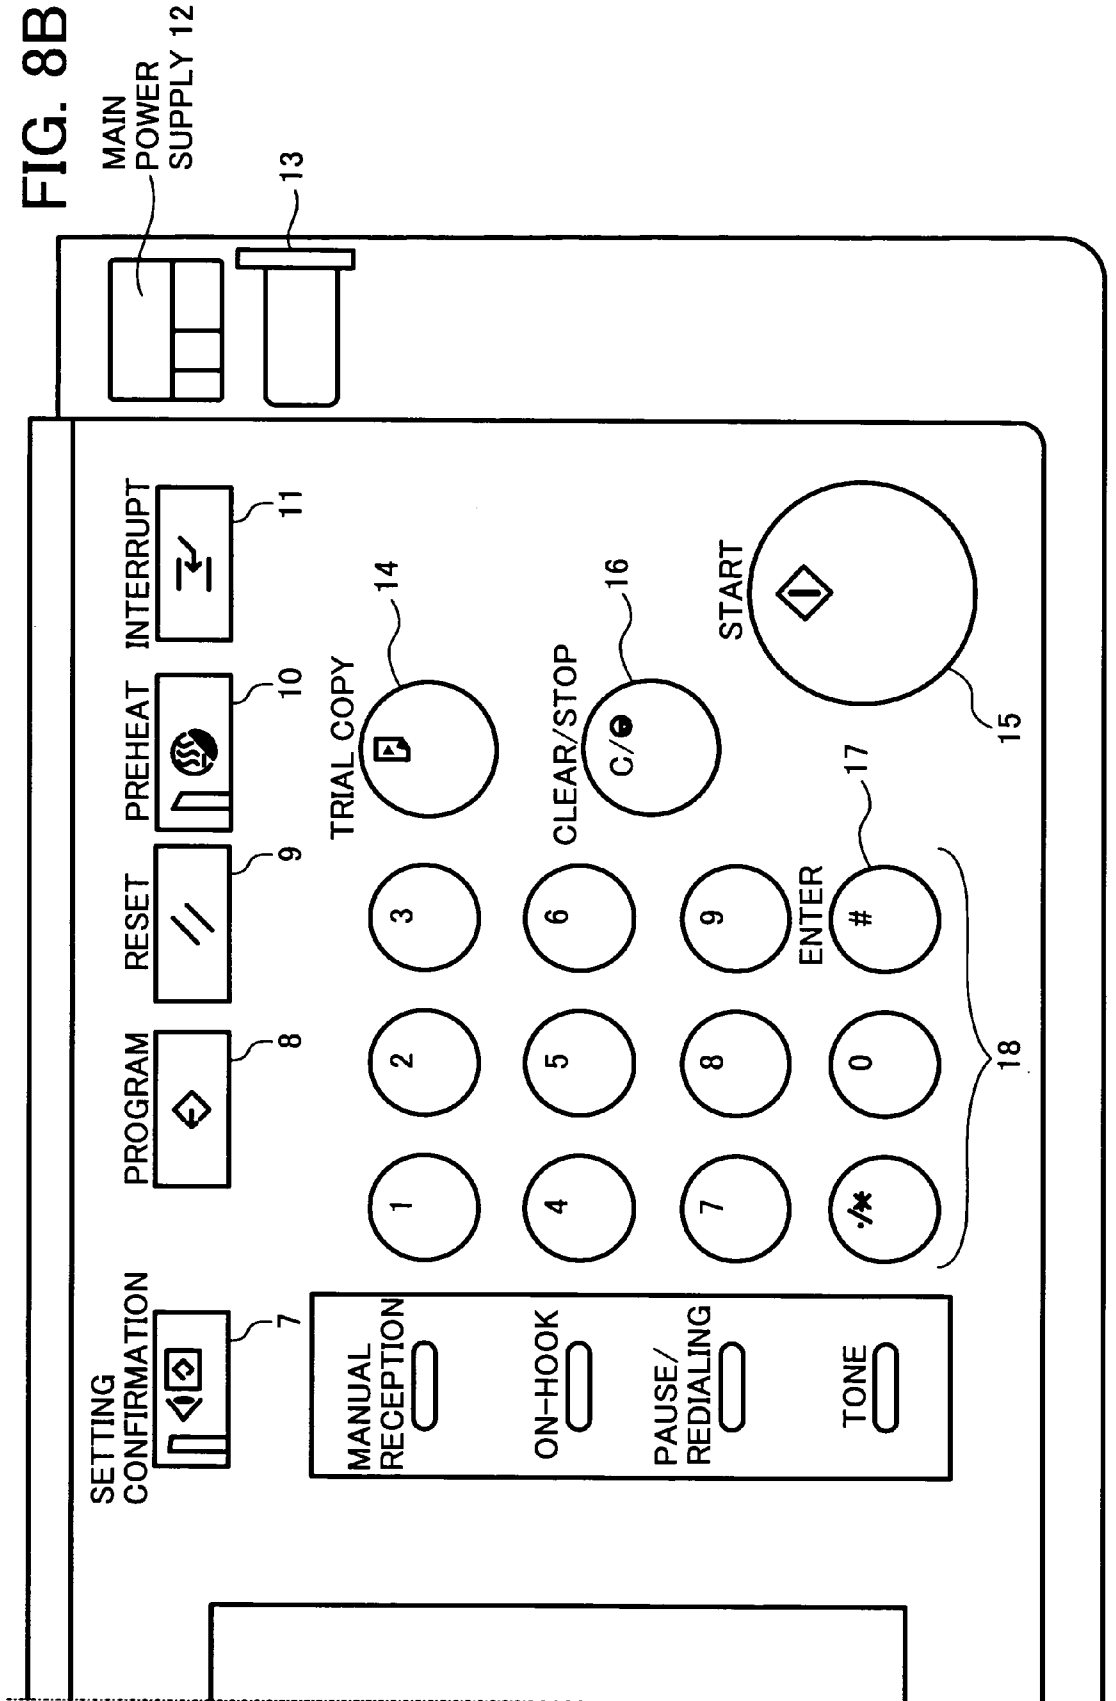 FIG. 8B
MAIN
POWER
SUPPLY 12
13
SETTING
CONFIRMATION
7
PROGRAM
8
RESET
9
PREHEAT
10
INTERRUPT
11
MANUAL
RECEPTION
ON-HOOK
PAUSE/
REDIALING
TONE
1
2
3
4
5
6
7
8
9
./*
0
ENTER
#
17
18
TRIAL COPY
14
CLEAR/STOP
C/
16
START
15